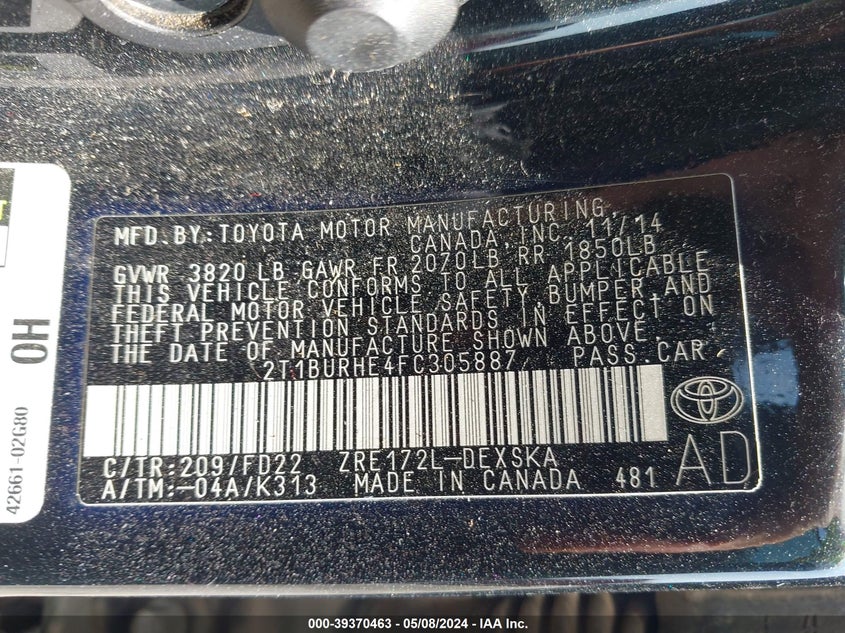 MFD.BY: TOYOTA MOTOR MANUFACTURING,
CANADA, INC. 11/14
GVWR 3820 LB GAWR FR 2070LB RR 1850LB
THIS VEHICLE CONFORMS TO ALL APPLICABLE
FEDERAL MOTOR VEHICLE SAFETY, BUMPER AND
THEFT PREVENTION STANDARDS IN EFFECT ON
THE DATE OF MANUFACTURE SHOWN ABOVE.
2T1BURHE4FC305887 PASS.CAR
C/TR:209/FD22 ZRE172L-DEXSKA
A/TM:-04A/K313 MADE IN CANADA 481
AD
0H
42661-02G80
000-39370463 - 05/08/2024 - IAA